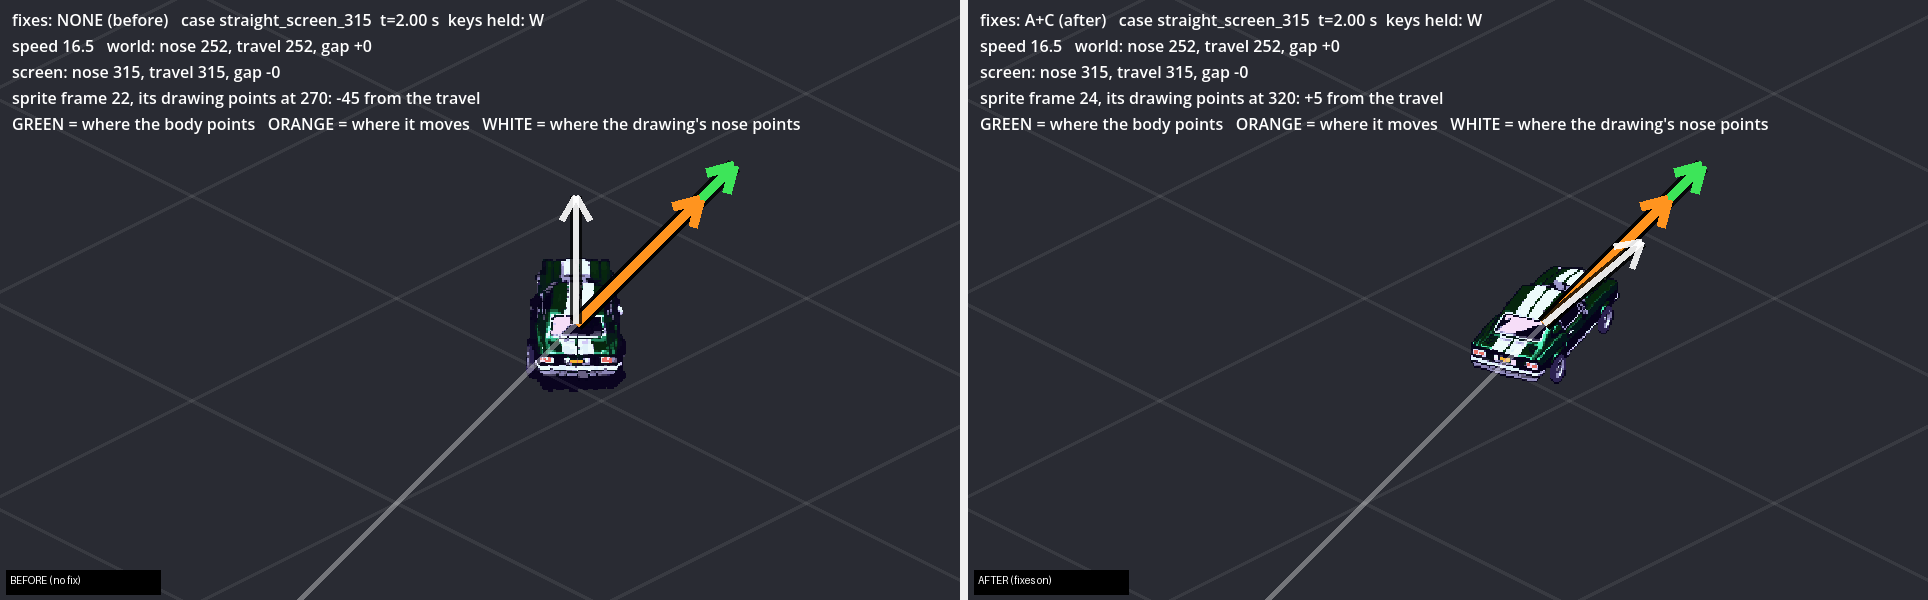 fixes: NONE (before)   case straight_screen_315  t=2.00 s  keys held: W
speed 16.5   world: nose 252, travel 252, gap +0
screen: nose 315, travel 315, gap -0
sprite frame 22, its drawing points at 270: -45 from the travel
GREEN = where the body points   ORANGE = where it moves   WHITE = where the drawing's nose points
BEFORE (no fix)
fixes: A+C (after)   case straight_screen_315  t=2.00 s  keys held: W
speed 16.5   world: nose 252, travel 252, gap +0
screen: nose 315, travel 315, gap -0
sprite frame 24, its drawing points at 320: +5 from the travel
GREEN = where the body points   ORANGE = where it moves   WHITE = where the drawing's nose points
AFTER (fixes on)